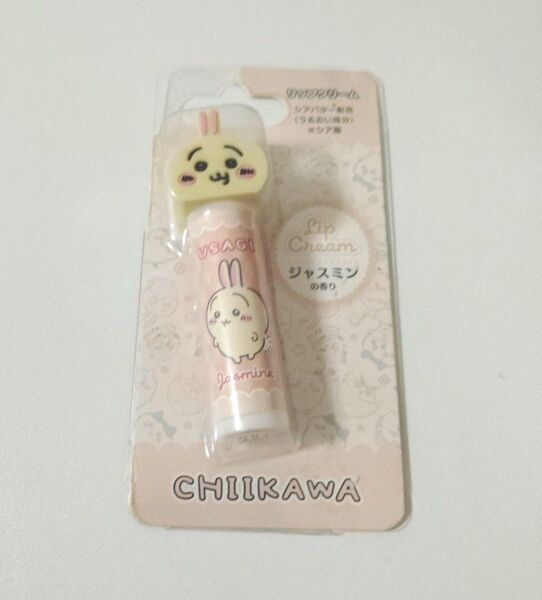 リップクリーム
シアバター配合
(うるおい成分)
※シア脂
USAGI
Lip
Cream
ジャスミン
の香り
Jasmine
CHIIKAWA